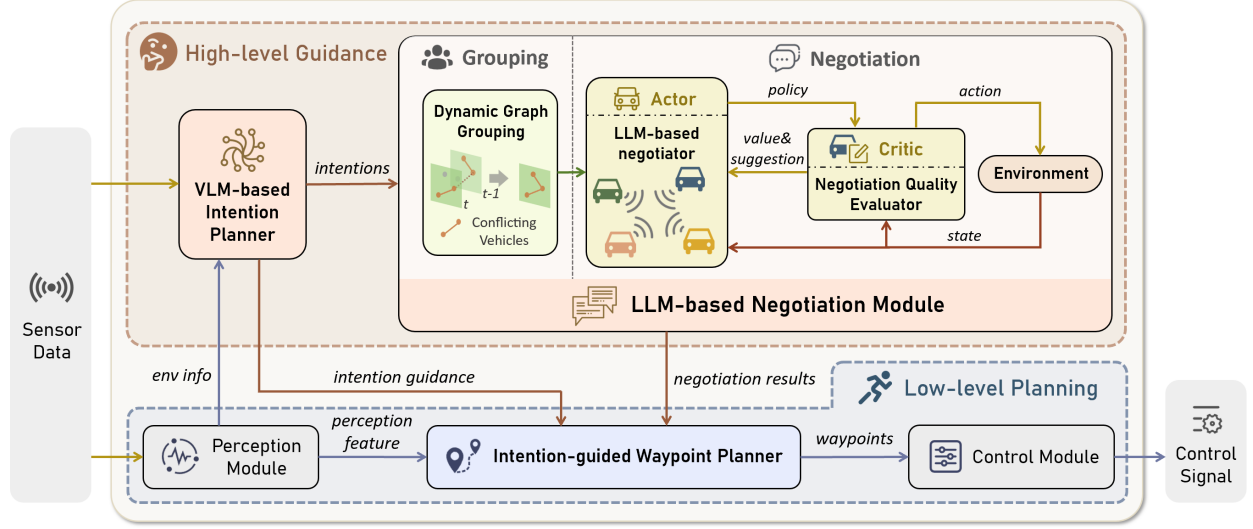 High-level Guidance
Grouping
Negotiation
Dynamic Graph
Grouping
t
t-1
Conflicting
Vehicles
Actor
LLM-based
negotiator
policy
action
value&
suggestion
Critic
Negotiation Quality
Evaluator
Environment
state
VLM-based
Intention
Planner
intentions
LLM-based Negotiation Module
Sensor
Data
env info
intention guidance
negotiation results
Low-level Planning
Perception
Module
perception
feature
Intention-guided Waypoint Planner
waypoints
Control Module
Control
Signal